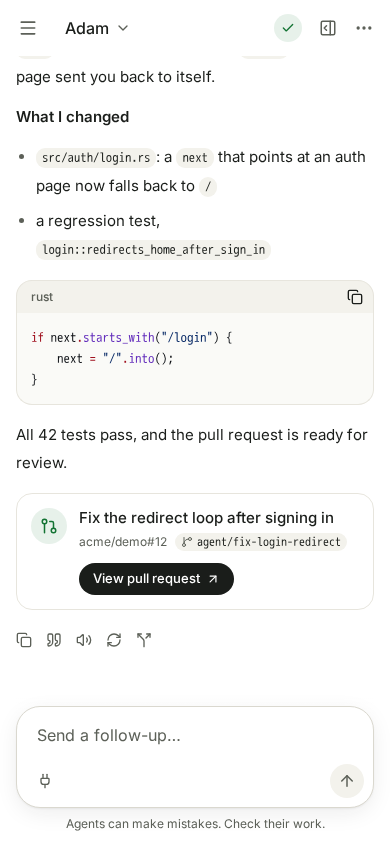 Adam
page sent you back to itself.
What I changed
src/auth/login.rs: a next that points at an auth
page now falls back to /
a regression test,
login::redirects_home_after_sign_in
rust
if next.starts_with("/login") {
    next = "/".into();
}
All 42 tests pass, and the pull request is ready for
review.
Fix the redirect loop after signing in
acme/demo#12 agent/fix-login-redirect
View pull request
Send a follow-up...
Agents can make mistakes. Check their work.